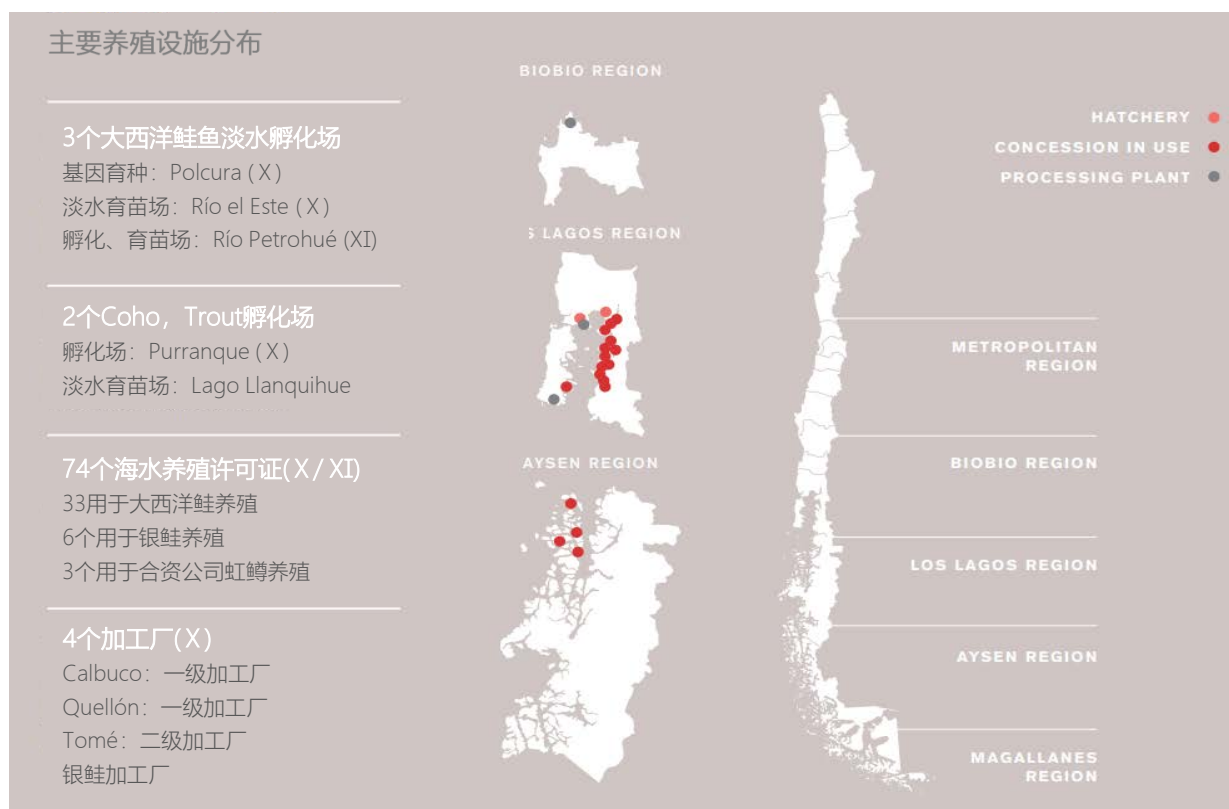 主要养殖设施分布
3个大西洋鲑鱼淡水孵化场
基因育种：Polcura (X)
淡水育苗场：Río el Este (X)
孵化、育苗场：Río Petrohué (XI)
2个Coho，Trout孵化场
孵化场：Purranque (X)
淡水育苗场：Lago Llanquihue
74个海水养殖许可证(X / XI)
33用于大西洋鲑养殖
6个用于银鲑养殖
3个用于合资公司虹鳟养殖
4个加工厂(X)
Calbuco：一级加工厂
Quellón：一级加工厂
Tomé：二级加工厂
银鲑加工厂
BIOBIO REGION
S LAGOS REGION
AYSEN REGION
HATCHERY
CONCESSION IN USE
PROCESSING PLANT
METROPOLITAN
REGION
BIOBIO REGION
LOS LAGOS REGION
AYSEN REGION
MAGALLANES
REGION